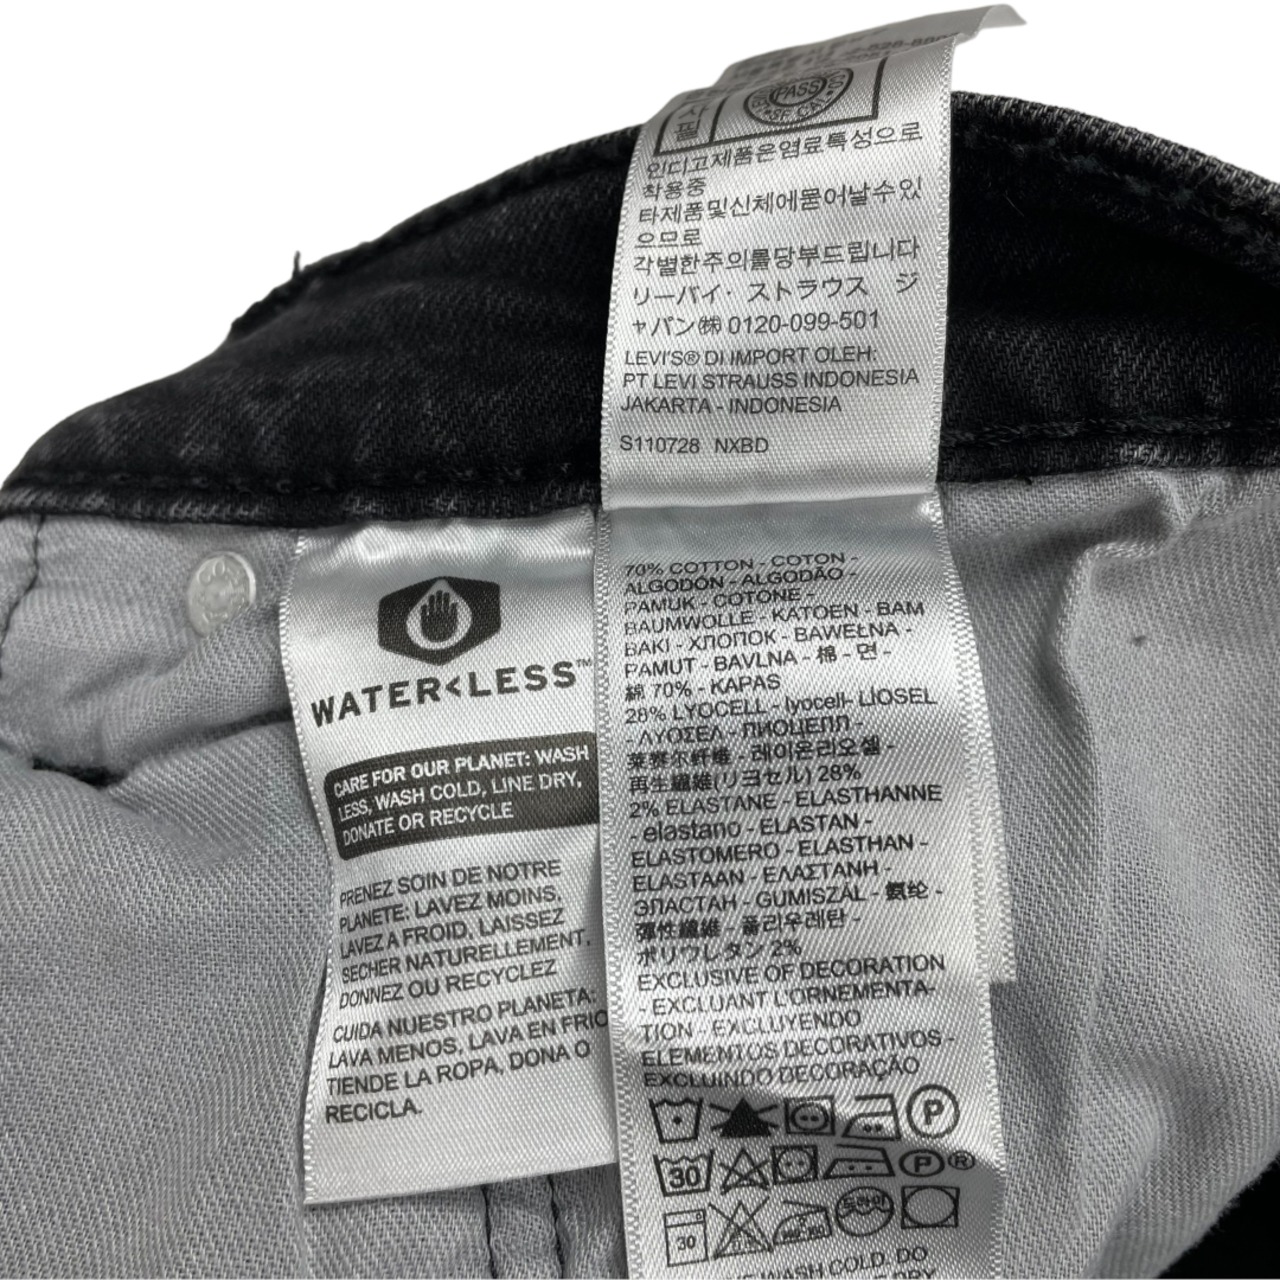 PASS
사
필
인디고제품은염료특성으로
착용중
타제품및신체에묻어날수있
으므로
각별한주의를당부드립니다
リーバイ・ストラウス ジ
ャパン㈱ 0120-099-501
LEVI'S® DI IMPORT OLEH:
PT LEVI STRAUSS INDONESIA
JAKARTA - INDONESIA
S110728 NXBD
WATER<LESS™
CARE FOR OUR PLANET: WASH
LESS, WASH COLD, LINE DRY,
DONATE OR RECYCLE
PRENEZ SOIN DE NOTRE
PLANETE: LAVEZ MOINS,
LAVEZ A FROID, LAISSEZ
SECHER NATURELLEMENT,
DONNEZ OU RECYCLEZ
CUIDA NUESTRO PLANETA:
LAVA MENOS, LAVA EN FRIO
TIENDE LA ROPA, DONA O
RECICLA.
70% COTTON - COTON -
ALGODÓN - ALGODÃO -
PAMUK - COTONE -
BAUMWOLLE - KATOEN - BAM
BAKI - ХЛОПОК - BAWEŁNA -
PAMUT - BAVLNA - 棉 - 면 -
綿 70% - KAPAS
28% LYOCELL - lyocell- LİOSEL
- ΛΥΟΣΕΛ - ЛИОЦЕЛЛ -
莱赛尔纤维 - 레이온리오셀 -
再生繊維(リヨセル) 28%
2% ELASTANE - ELASTHANNE
- elastano - ELASTAN -
ELASTOMERO - ELASTHAN -
ELASTAAN - ΕΛΑΣΤΑΝΗ -
ЭЛАСТАН - GUMISZÁL - 氨纶 -
彈性纖維 - 폴리우레탄 -
ポリウレタン 2%
EXCLUSIVE OF DECORATION
- EXCLUANT L'ORNEMENTA-
TION - EXCLUYENDO
ELEMENTOS DECORATIVOS -
EXCLUINDO DECORAÇÃO
P
30 P ®
30
WASH COLD. DO